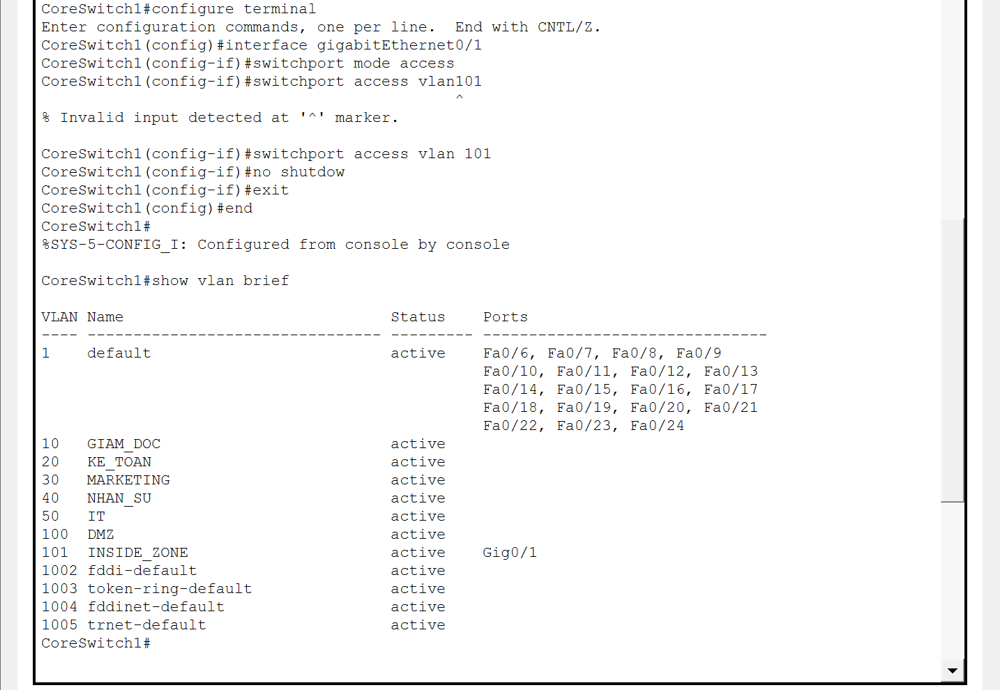 CoreSwitch1#configure terminal
Enter configuration commands, one per line.  End with CNTL/Z.
CoreSwitch1(config)#interface gigabitEthernet0/1
CoreSwitch1(config-if)#switchport mode access
CoreSwitch1(config-if)#switchport access vlan101
                                             ^
% Invalid input detected at '^' marker.

CoreSwitch1(config-if)#switchport access vlan 101
CoreSwitch1(config-if)#no shutdow
CoreSwitch1(config-if)#exit
CoreSwitch1(config)#end
CoreSwitch1#
%SYS-5-CONFIG_I: Configured from console by console

CoreSwitch1#show vlan brief

VLAN Name                             Status    Ports
---- -------------------------------- --------- -------------------------------
1    default                          active    Fa0/6, Fa0/7, Fa0/8, Fa0/9
                                                Fa0/10, Fa0/11, Fa0/12, Fa0/13
                                                Fa0/14, Fa0/15, Fa0/16, Fa0/17
                                                Fa0/18, Fa0/19, Fa0/20, Fa0/21
                                                Fa0/22, Fa0/23, Fa0/24
10   GIAM_DOC                         active
20   KE_TOAN                          active
30   MARKETING                        active
40   NHAN_SU                          active
50   IT                               active
100  DMZ                              active
101  INSIDE_ZONE                      active    Gig0/1
1002 fddi-default                     active
1003 token-ring-default               active
1004 fddinet-default                  active
1005 trnet-default                    active
CoreSwitch1#